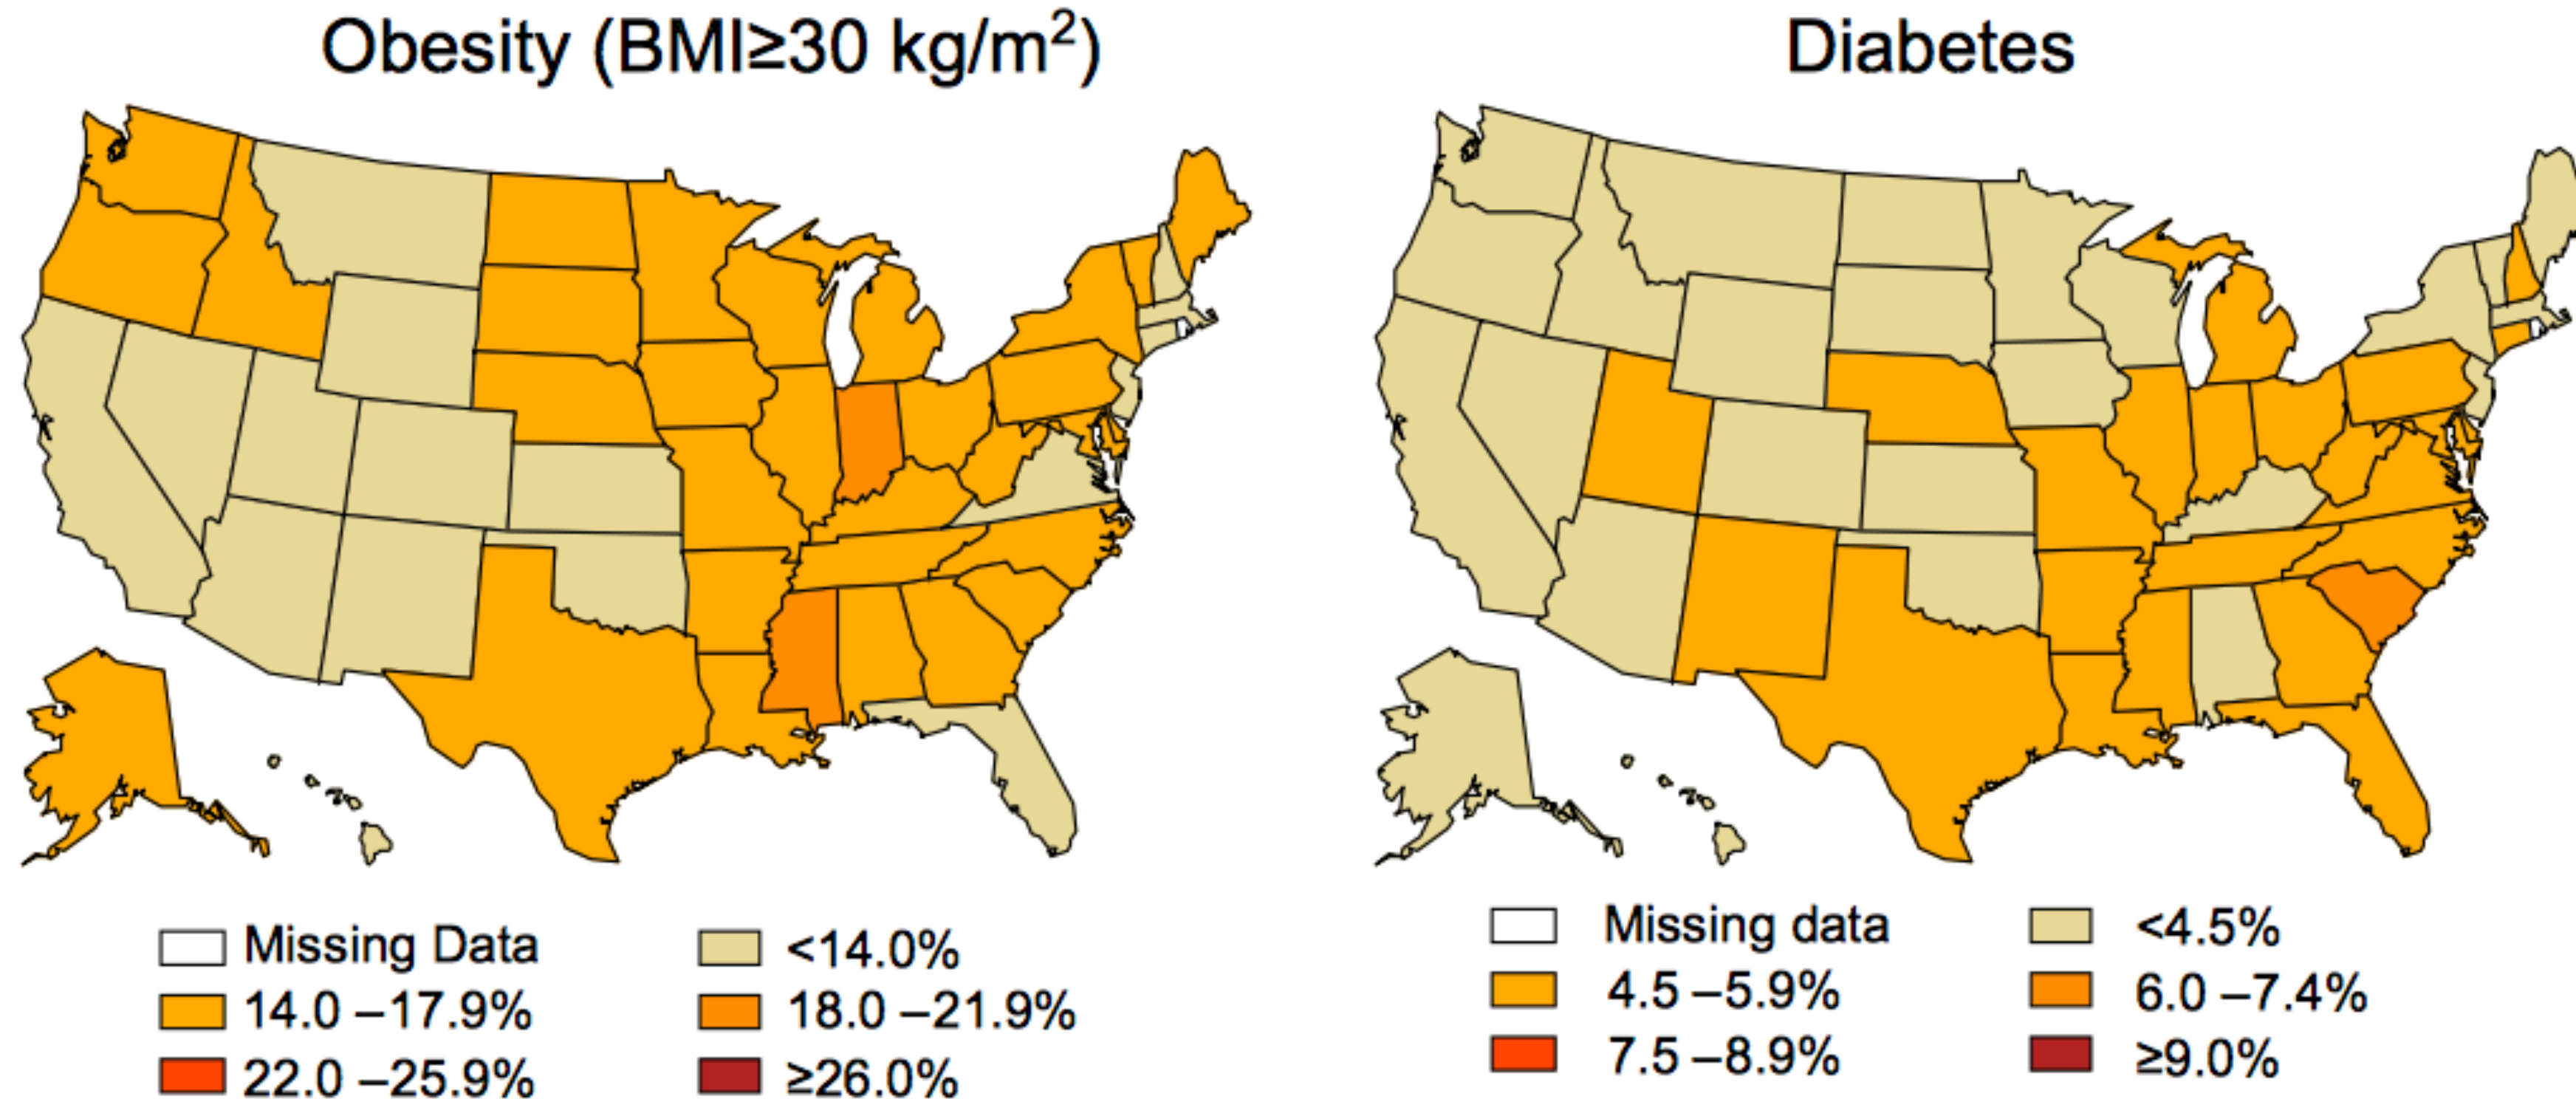 Obesity (BMI≥30 kg/m²)
Diabetes
Missing Data
<14.0%
14.0 –17.9%
18.0 –21.9%
22.0 –25.9%
≥26.0%
Missing data
<4.5%
4.5 –5.9%
6.0 –7.4%
7.5 –8.9%
≥9.0%